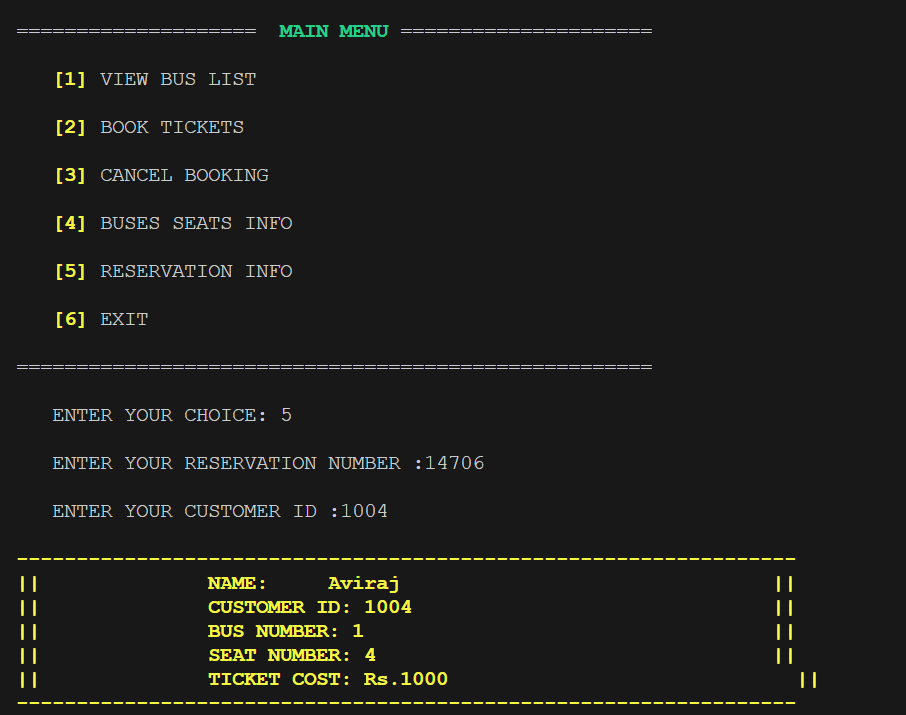 ====================  MAIN MENU =====================
[1] VIEW BUS LIST
[2] BOOK TICKETS
[3] CANCEL BOOKING
[4] BUSES SEATS INFO
[5] RESERVATION INFO
[6] EXIT
=====================================================
ENTER YOUR CHOICE: 5
ENTER YOUR RESERVATION NUMBER :14706
ENTER YOUR CUSTOMER ID :1004
-----------------------------------------------------------------
||              NAME:     Aviraj                               ||
||              CUSTOMER ID: 1004                              ||
||              BUS NUMBER: 1                                  ||
||              SEAT NUMBER: 4                                 ||
||              TICKET COST: Rs.1000                             ||
-----------------------------------------------------------------